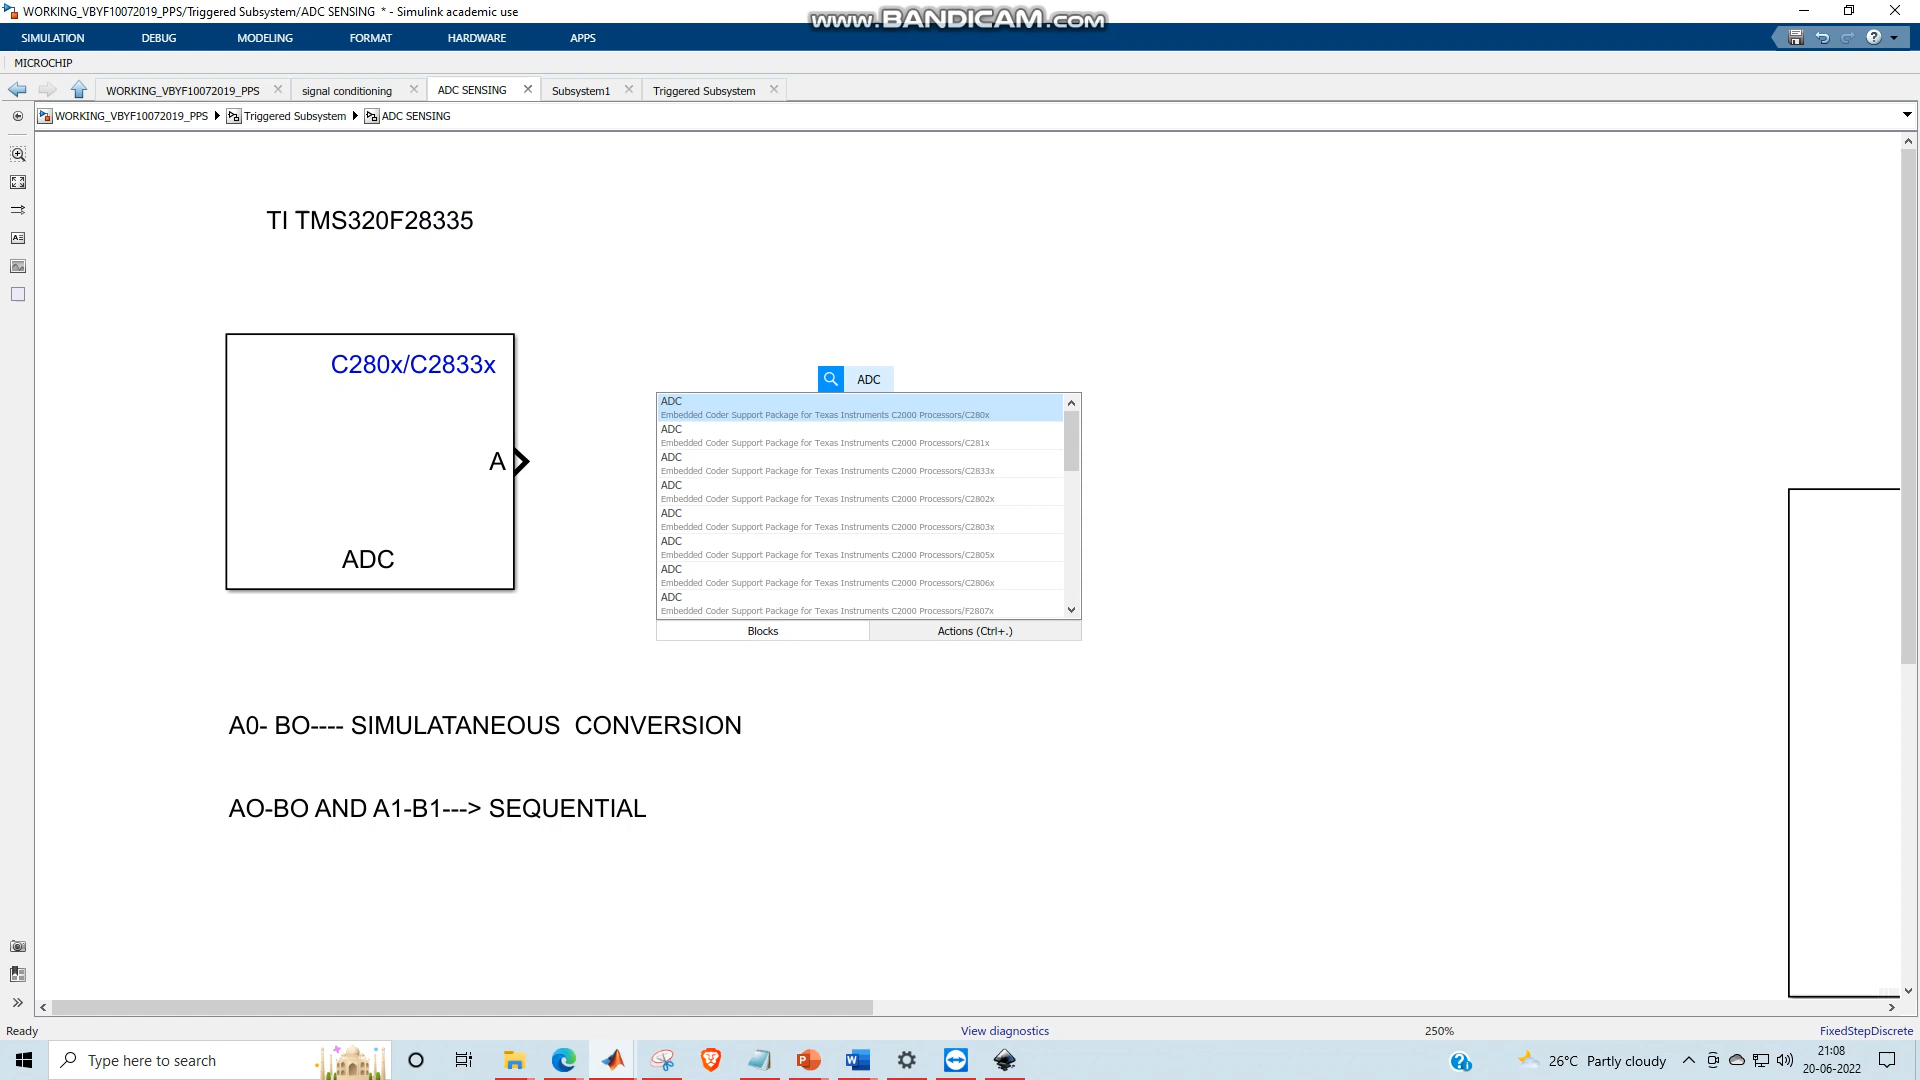 WORKING_VBYF10072019_PPS/Triggered Subsystem/ADC SENSING * - Simulink academic use
www.BANDICAM.com
SIMULATION DEBUG MODELING FORMAT HARDWARE APPS
MICROCHIP
WORKING_VBYF10072019_PPS signal conditioning ADC SENSING Subsystem1 Triggered Subsystem
WORKING_VBYF10072019_PPS Triggered Subsystem ADC SENSING
TI TMS320F28335
C280x/C2833x
A
ADC
ADC
ADC
Embedded Coder Support Package for Texas Instruments C2000 Processors/C280x
ADC
Embedded Coder Support Package for Texas Instruments C2000 Processors/C281x
ADC
Embedded Coder Support Package for Texas Instruments C2000 Processors/C2833x
ADC
Embedded Coder Support Package for Texas Instruments C2000 Processors/C2802x
ADC
Embedded Coder Support Package for Texas Instruments C2000 Processors/C2803x
ADC
Embedded Coder Support Package for Texas Instruments C2000 Processors/C2805x
ADC
Embedded Coder Support Package for Texas Instruments C2000 Processors/C2806x
ADC
Embedded Coder Support Package for Texas Instruments C2000 Processors/F2807x
Blocks Actions (Ctrl+.)
A0- BO---- SIMULATANEOUS CONVERSION
AO-BO AND A1-B1---> SEQUENTIAL
Ready View diagnostics 250% FixedStepDiscrete
Type here to search
26°C Partly cloudy
21:08
20-06-2022